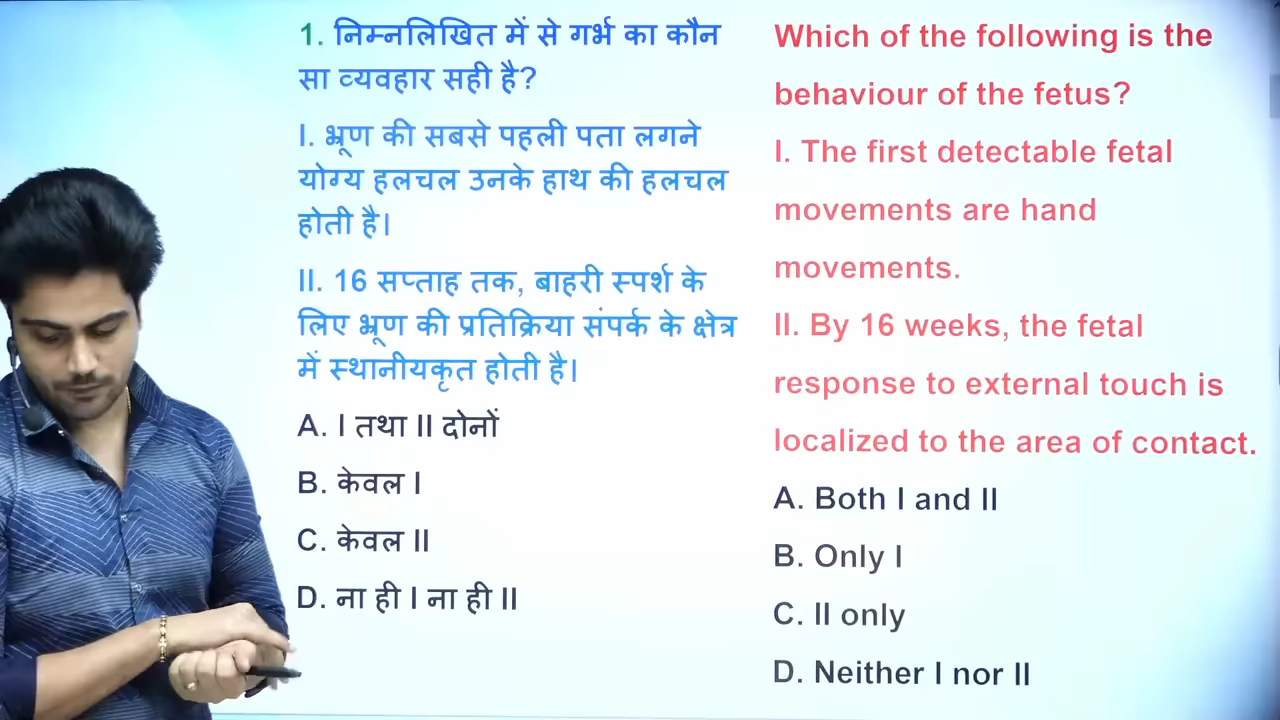 1. निम्नलिखित में से गर्भ का कौन
सा व्यवहार सही है?
I. भ्रूण की सबसे पहली पता लगने
योग्य हलचल उनके हाथ की हलचल
होती है।
II. 16 सप्ताह तक, बाहरी स्पर्श के
लिए भ्रूण की प्रतिक्रिया संपर्क के क्षेत्र
में स्थानीयकृत होती है।
A. I तथा II दोनों
B. केवल I
C. केवल II
D. ना ही I ना ही II
Which of the following is the
behaviour of the fetus?
I. The first detectable fetal
movements are hand
movements.
II. By 16 weeks, the fetal
response to external touch is
localized to the area of contact.
A. Both I and II
B. Only I
C. II only
D. Neither I nor II